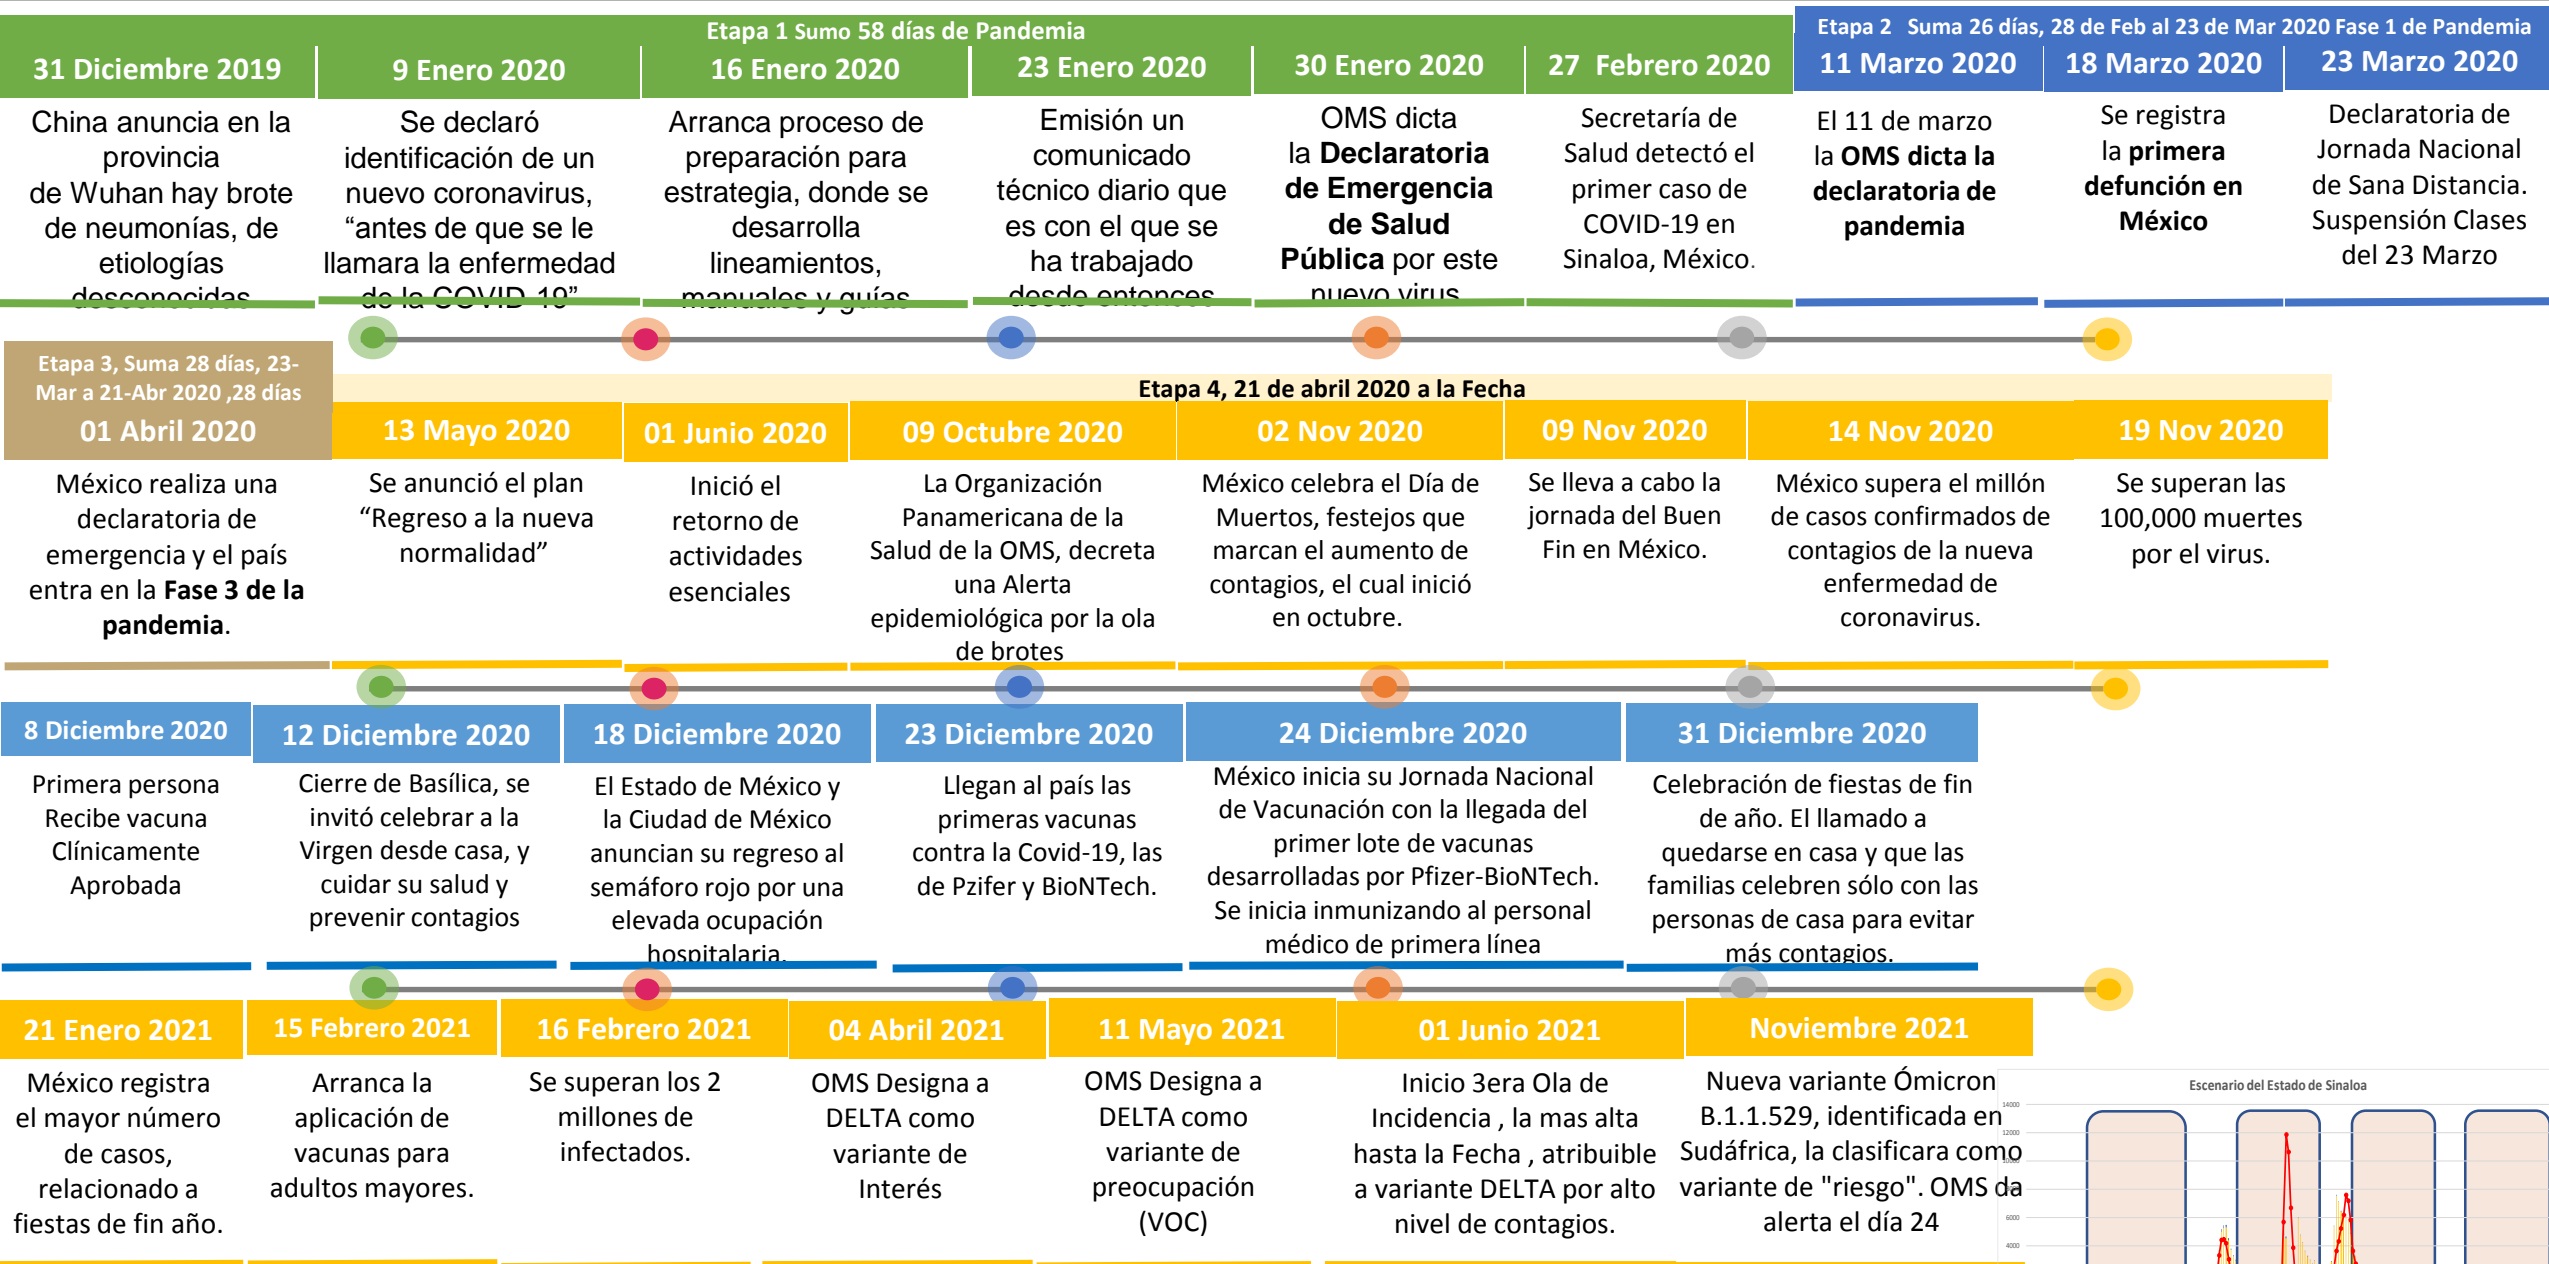 Etapa 1 Sumo 58 días de Pandemia
Etapa 2 Suma 26 días, 28 de Feb al 23 de Mar 2020 Fase 1 de Pandemia
31 Diciembre 2019
China anuncia en la
provincia
de Wuhan hay brote
de neumonías, de
etiologías
desconocidas
9 Enero 2020
Se declaró
identificación de un
nuevo coronavirus,
“antes de que se le
llamara la enfermedad
de la COVID-19”
16 Enero 2020
Arranca proceso de
preparación para
estrategia, donde se
desarrolla
lineamientos,
manuales y guías
23 Enero 2020
Emisión un
comunicado
técnico diario que
es con el que se
ha trabajado
desde entonces
30 Enero 2020
OMS dicta
la Declaratoria
de Emergencia
de Salud
Pública por este
nuevo virus
27 Febrero 2020
Secretaría de
Salud detectó el
primer caso de
COVID-19 en
Sinaloa, México.
11 Marzo 2020
El 11 de marzo
la OMS dicta la
declaratoria de
pandemia
18 Marzo 2020
Se registra
la primera
defunción en
México
23 Marzo 2020
Declaratoria de
Jornada Nacional
de Sana Distancia.
Suspensión Clases
del 23 Marzo
Etapa 3, Suma 28 días, 23-
Mar a 21-Abr 2020 ,28 días
Etapa 4, 21 de abril 2020 a la Fecha
01 Abril 2020
México realiza una
declaratoria de
emergencia y el país
entra en la Fase 3 de la
pandemia.
13 Mayo 2020
Se anunció el plan
“Regreso a la nueva
normalidad”
01 Junio 2020
Inició el
retorno de
actividades
esenciales
09 Octubre 2020
La Organización
Panamericana de la
Salud de la OMS, decreta
una Alerta
epidemiológica por la ola
de brotes
02 Nov 2020
México celebra el Día de
Muertos, festejos que
marcan el aumento de
contagios, el cual inició
en octubre.
09 Nov 2020
Se lleva a cabo la
jornada del Buen
Fin en México.
14 Nov 2020
México supera el millón
de casos confirmados de
contagios de la nueva
enfermedad de
coronavirus.
19 Nov 2020
Se superan las
100,000 muertes
por el virus.
8 Diciembre 2020
Primera persona
Recibe vacuna
Clínicamente
Aprobada
12 Diciembre 2020
Cierre de Basílica, se
invitó celebrar a la
Virgen desde casa, y
cuidar su salud y
prevenir contagios
18 Diciembre 2020
El Estado de México y
la Ciudad de México
anuncian su regreso al
semáforo rojo por una
elevada ocupación
hospitalaria.
23 Diciembre 2020
Llegan al país las
primeras vacunas
contra la Covid-19, las
de Pzifer y BioNTech.
24 Diciembre 2020
México inicia su Jornada Nacional
de Vacunación con la llegada del
primer lote de vacunas
desarrolladas por Pfizer-BioNTech.
Se inicia inmunizando al personal
médico de primera línea
31 Diciembre 2020
Celebración de fiestas de fin
de año. El llamado a
quedarse en casa y que las
familias celebren sólo con las
personas de casa para evitar
más contagios.
21 Enero 2021
México registra
el mayor número
de casos,
relacionado a
fiestas de fin año.
15 Febrero 2021
Arranca la
aplicación de
vacunas para
adultos mayores.
16 Febrero 2021
Se superan los 2
millones de
infectados.
04 Abril 2021
OMS Designa a
DELTA como
variante de
Interés
11 Mayo 2021
OMS Designa a
DELTA como
variante de
preocupación
(VOC)
01 Junio 2021
Inicio 3era Ola de
Incidencia , la mas alta
hasta la Fecha , atribuible
a variante DELTA por alto
nivel de contagios.
Noviembre 2021
Nueva variante Ómicron
B.1.1.529, identificada en
Sudáfrica, la clasificara como
variante de "riesgo". OMS da
alerta el día 24
Escenario del Estado de Sinaloa
14000
12000
6000
4000